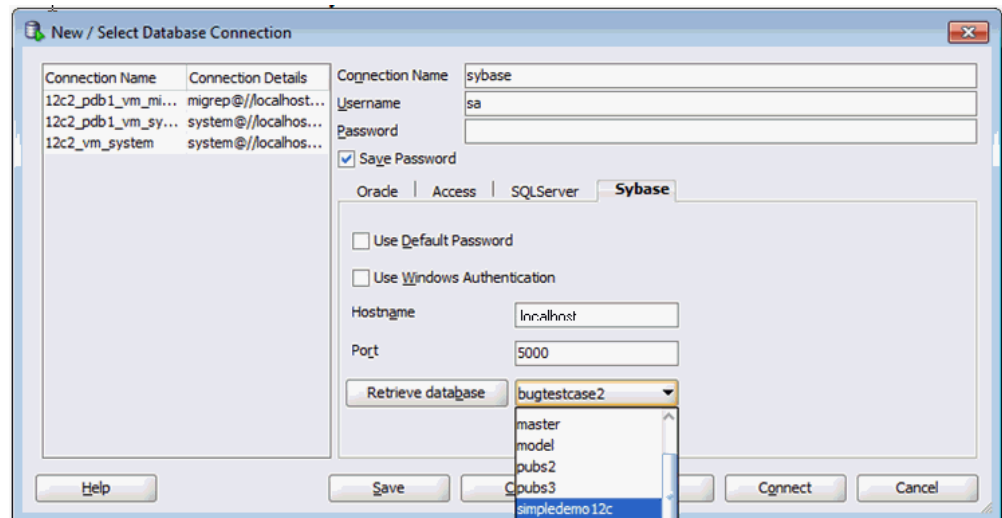 New / Select Database Connection
Connection Name Connection Details
12c2_pdb1_vm_mi... migrep@//localhost...
12c2_pdb1_vm_sy... system@//localhos...
12c2_vm_system system@//localhos...
Connection Name sybase
Username sa
Password
Save Password
Oracle Access SQLServer Sybase
Use Default Password
Use Windows Authentication
Hostname localhost
Port 5000
Retrieve database bugtestcase2
master
model
pubs2
pubs3
simpledemo12c
Help Save Connect Cancel